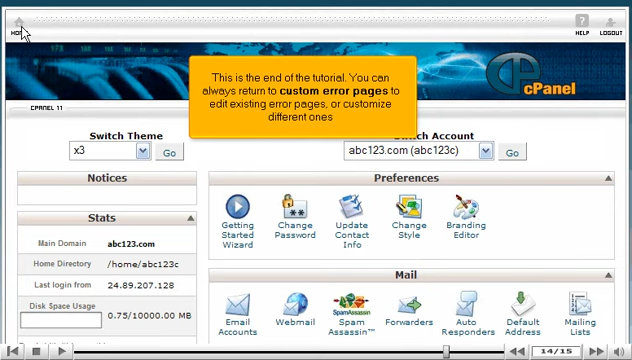 HOME
HELP
LOGOUT
This is the end of the tutorial. You can
always return to custom error pages to
edit existing error pages, or customize
different ones
cPanel
CPANEL 11
Switch Theme
x3
Go
Switch Account
abc123.com (abc123c)
Go
Notices
Stats
Main Domain abc123.com
Home Directory /home/abc123c
Last login from 24.89.207.128
Disk Space Usage
0.75/10000.00 MB
Preferences
Getting
Started
Wizard
Change
Password
Update
Contact
Info
Change
Style
Branding
Editor
Mail
Email
Accounts
Webmail
SpamAssassin
Spam
Assassin™
Forwarders
Auto
Responders
Default
Address
Mailing
Lists
14/15